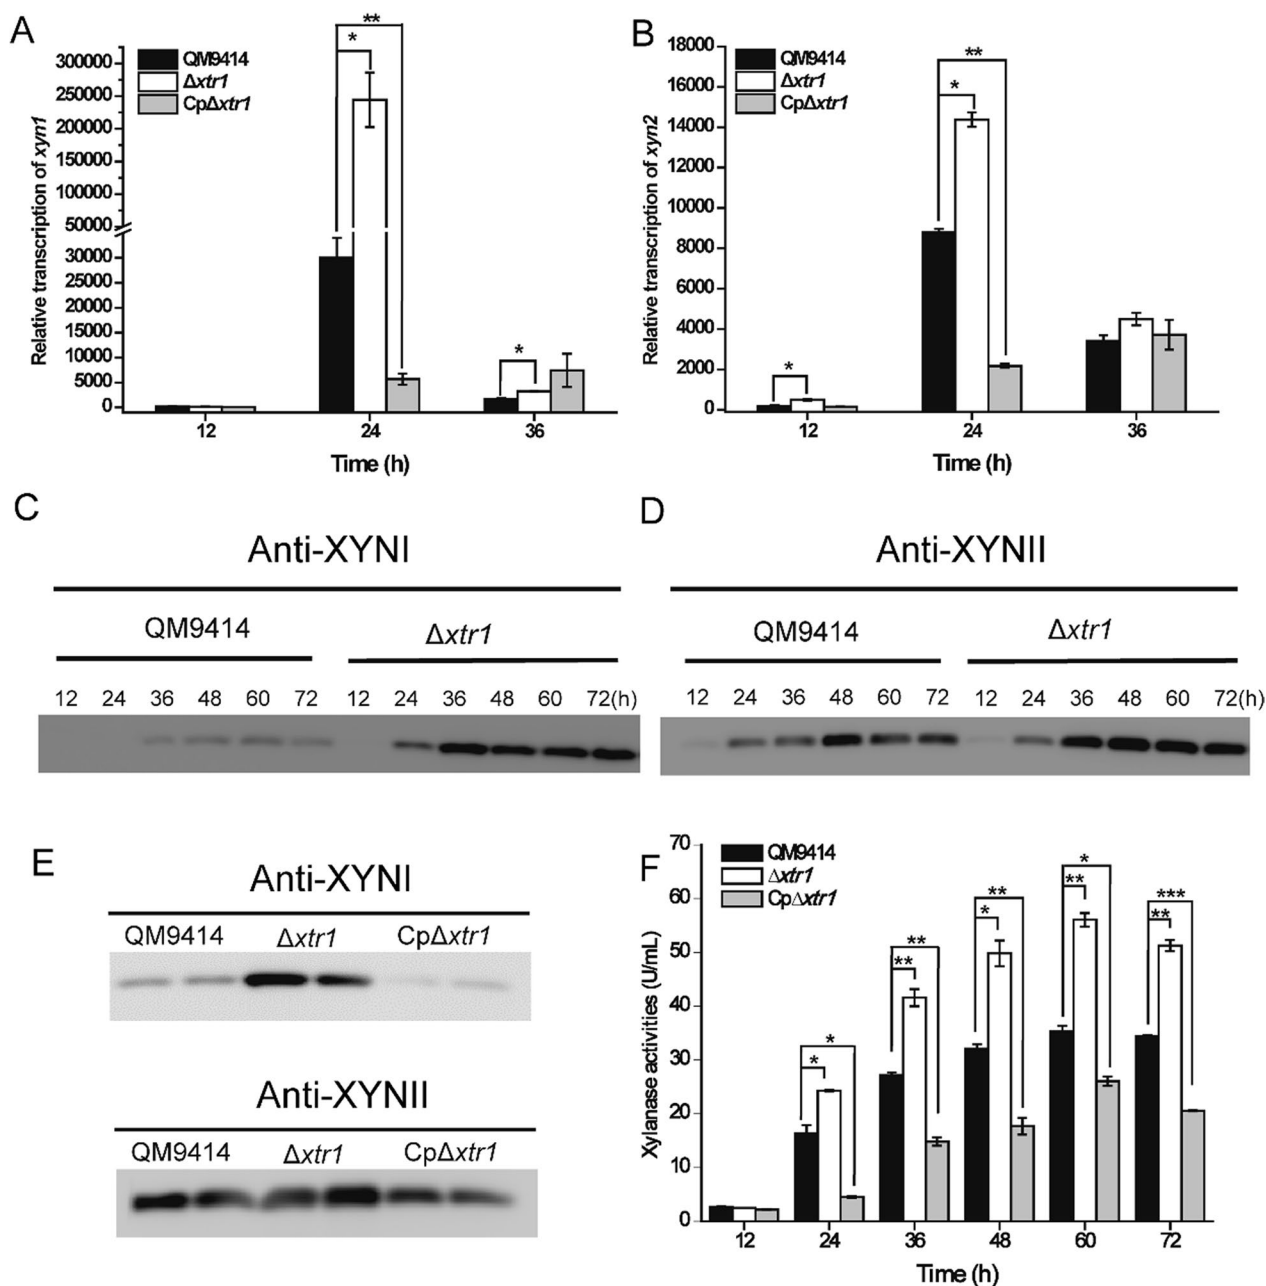 A
Relative transcription of xyn1
QM9414
Δxtr1
CpΔxtr1
300000
250000
200000
150000
100000
50000
30000
25000
20000
15000
10000
5000
0
**
*
*
12 24 36
Time (h)
B
Relative transcription of xyn2
QM9414
Δxtr1
CpΔxtr1
18000
16000
14000
12000
10000
8000
6000
4000
2000
0
**
*
*
12 24 36
Time (h)
C
Anti-XYNI
QM9414 Δxtr1
12 24 36 48 60 72 12 24 36 48 60 72(h)
D
Anti-XYNII
QM9414 Δxtr1
12 24 36 48 60 72 12 24 36 48 60 72(h)
E
Anti-XYNI
QM9414 Δxtr1 CpΔxtr1
Anti-XYNII
QM9414 Δxtr1 CpΔxtr1
F
Xylanase activities (U/mL)
QM9414
Δxtr1
CpΔxtr1
70
60
50
40
30
20
10
0
* *
** **
** *
* **
*** **
12 24 36 48 60 72
Time (h)